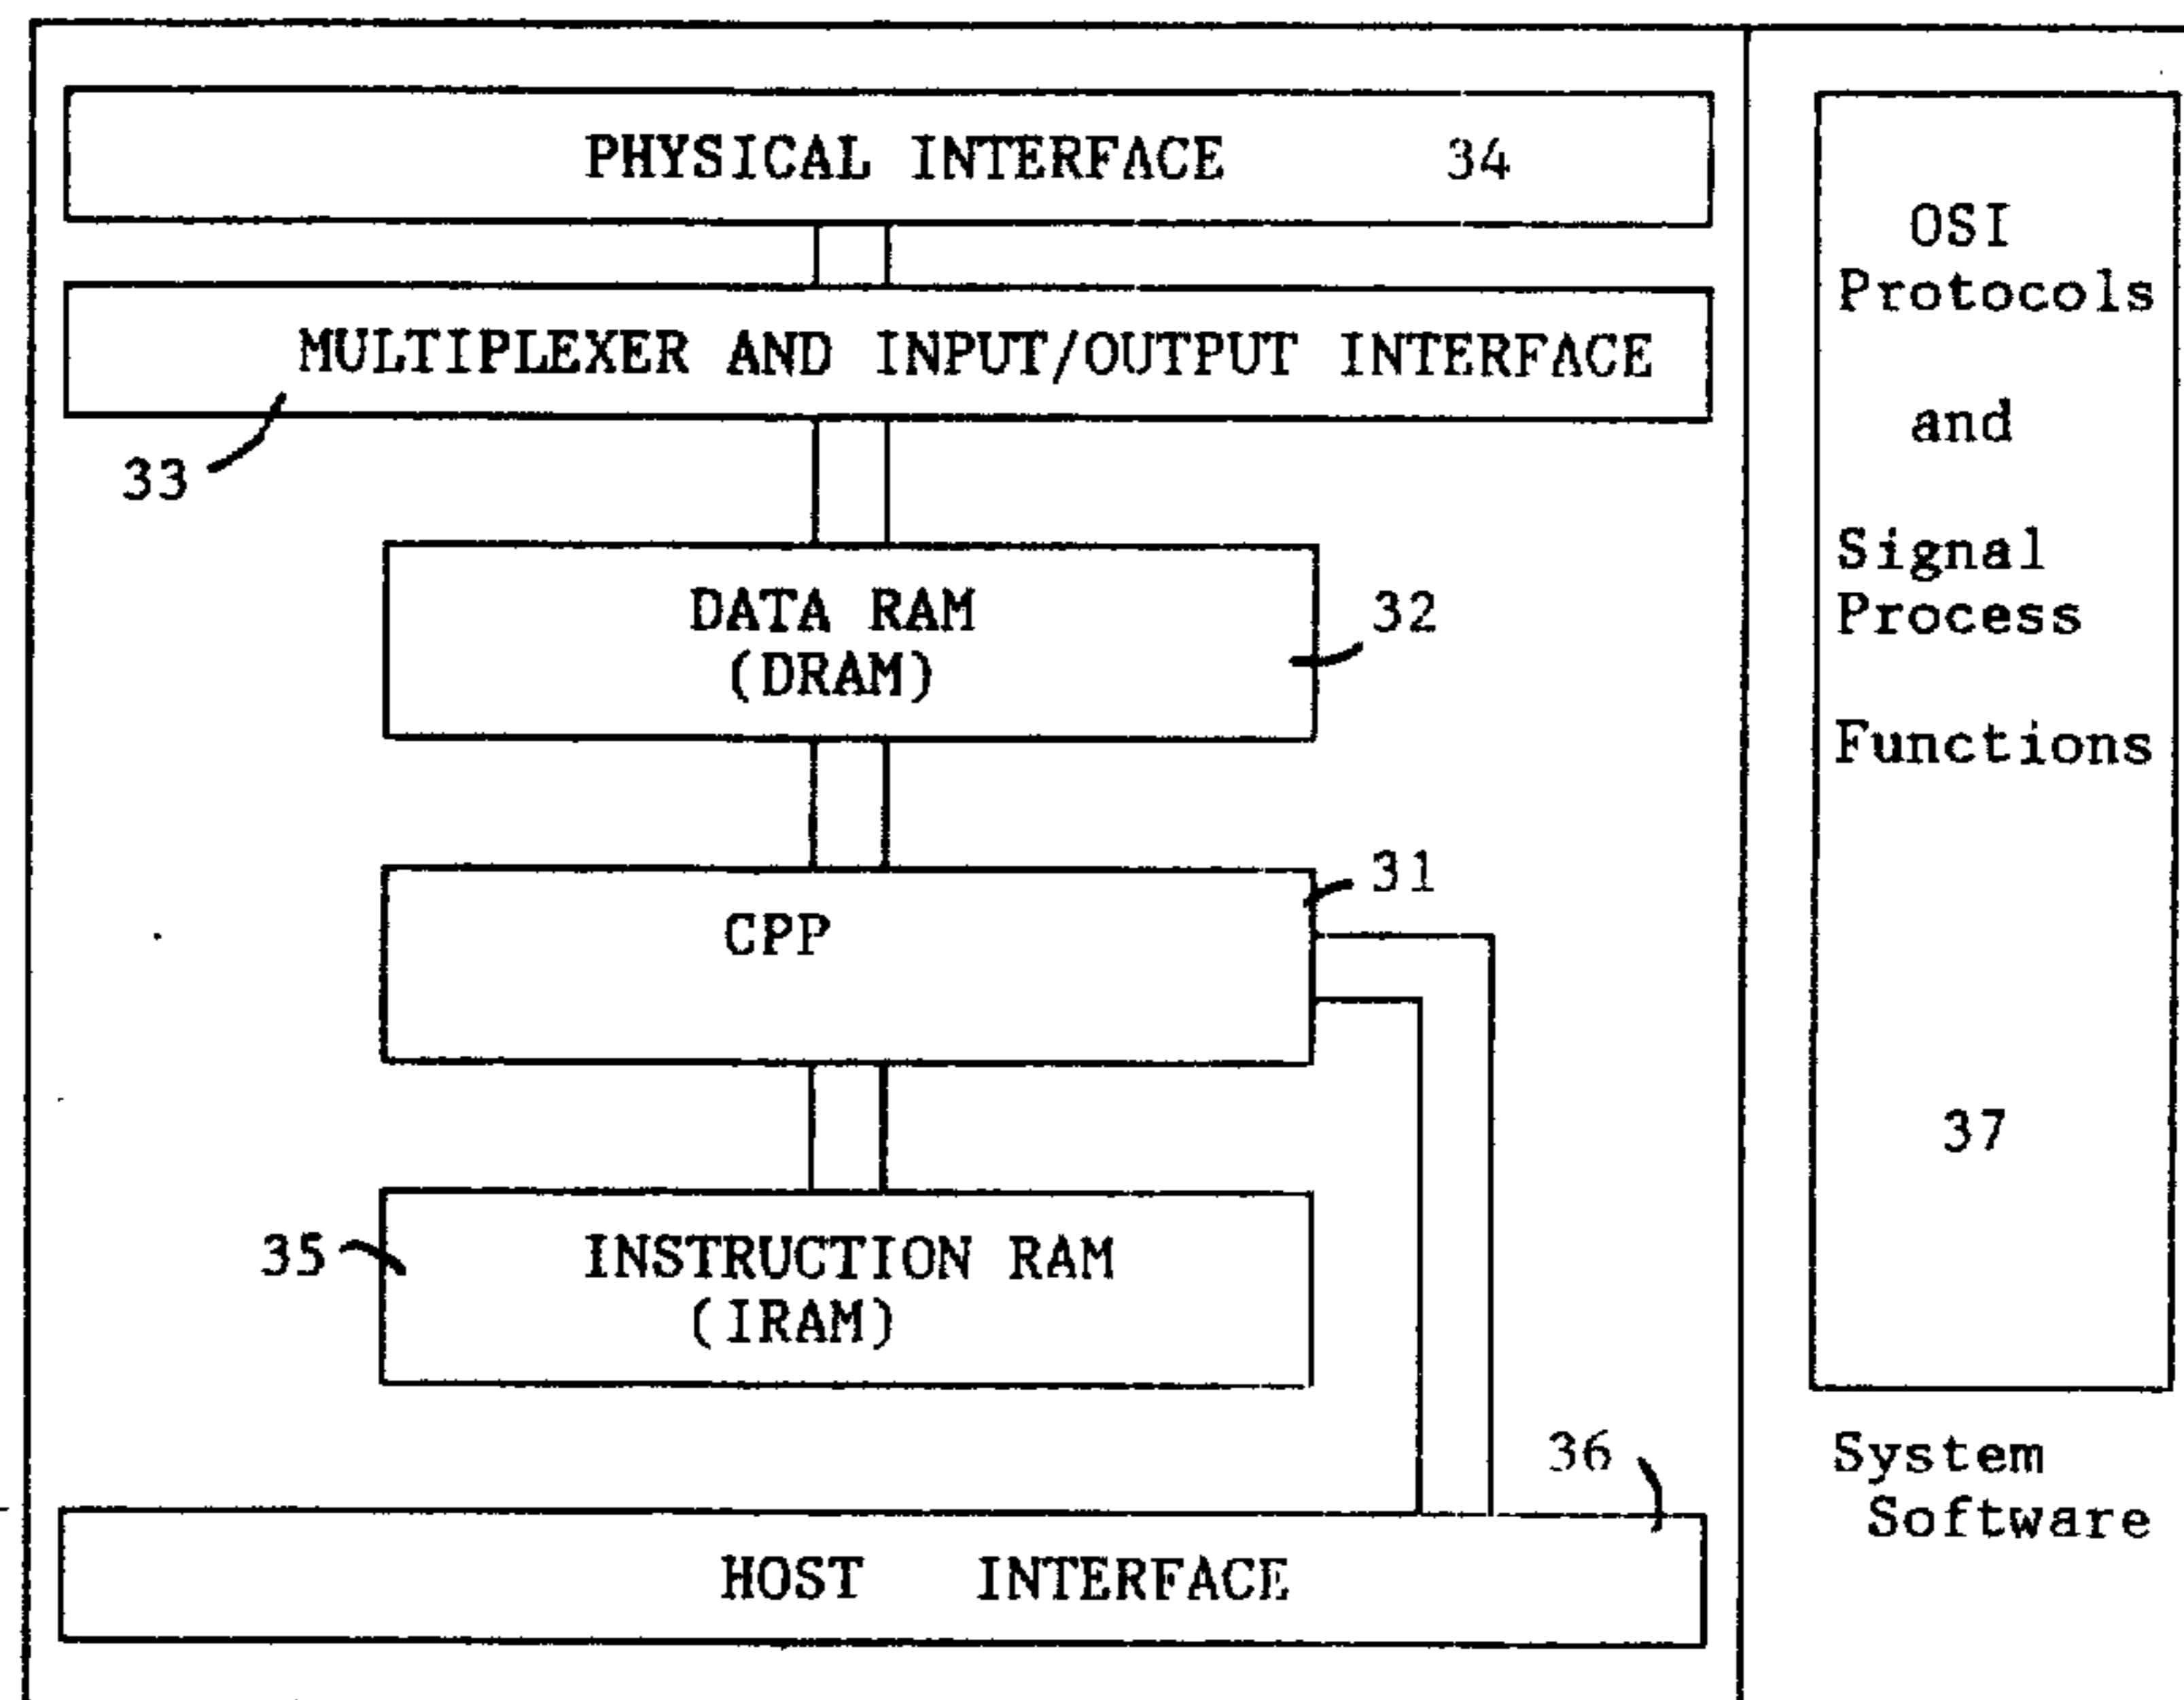 PHYSICAL INTERFACE 34
MULTIPLEXER AND INPUT/OUTPUT INTERFACE
33
DATA RAM
(DRAM)
32
CPP
31
35
INSTRUCTION RAM
(IRAM)
36
HOST INTERFACE
OSI
Protocols
and
Signal
Process
Functions
37
System
Software